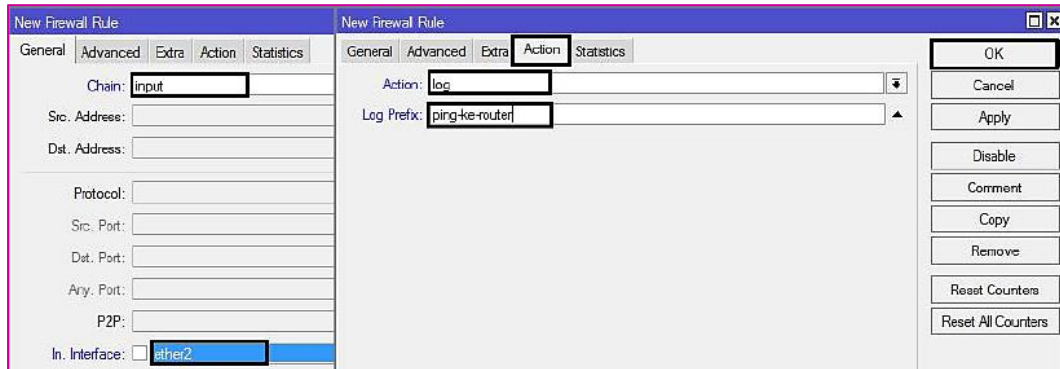 New Firewall Rule
General Advanced Extra Action Statistics
Chain: input
Src. Address:
Dst. Address:
Protocol:
Src. Port:
Dst. Port:
Any. Port:
P2P:
In. Interface: ether2
New Firewall Rule
General Advanced Extra Action Statistics
Action: log
Log Prefix: ping-ke-router
OK
Cancel
Apply
Disable
Comment
Copy
Remove
Reset Counters
Reset All Counters